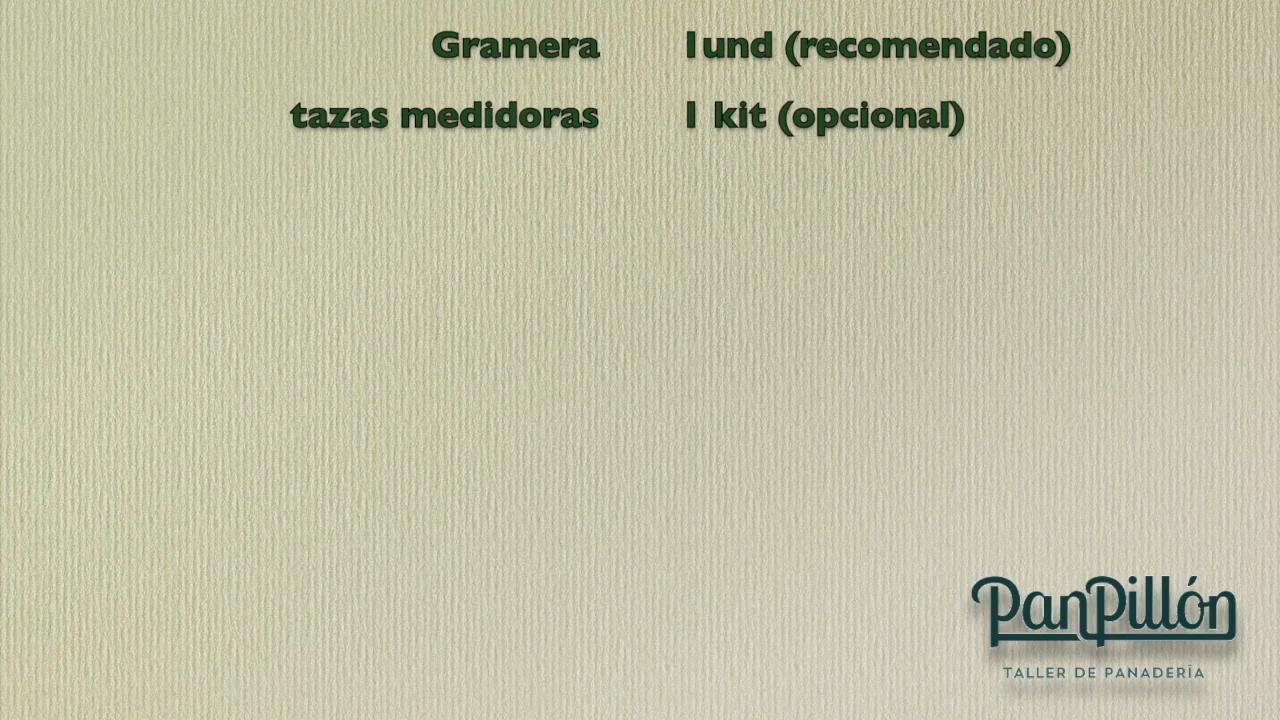 Gramera 1und (recomendado)
tazas medidoras 1 kit (opcional)
PanPillón
TALLER DE PANADERÍA